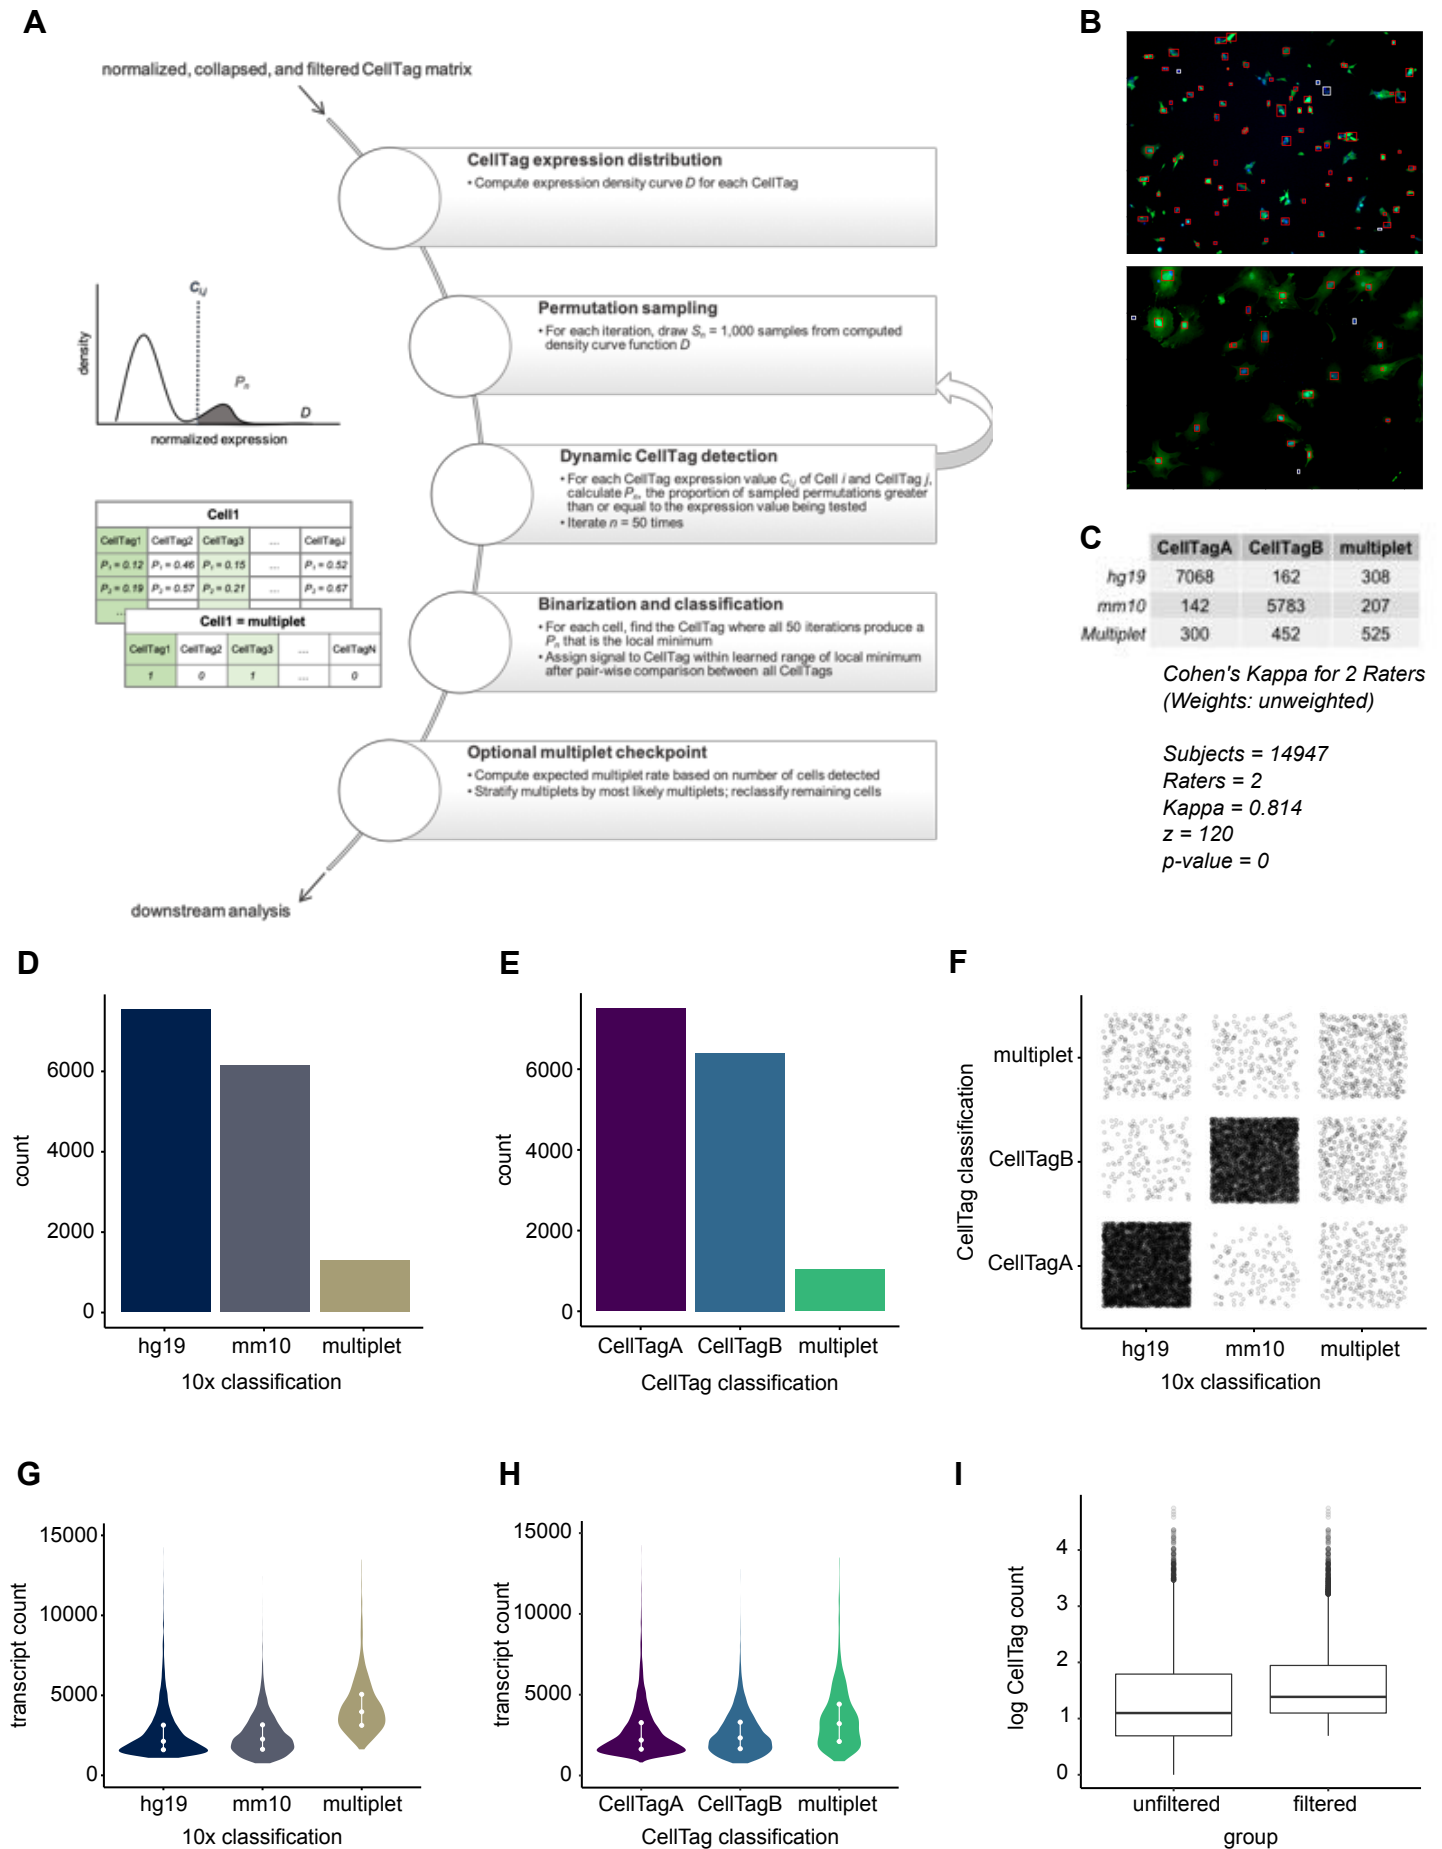 A
normalized, collapsed, and filtered CellTag matrix
CellTag expression distribution
• Compute expression density curve D for each CellTag
Permutation sampling
• For each iteration, draw Sn = 1,000 samples from computed
density curve function D
Dynamic CellTag detection
• For each CellTag expression value Ci,j of Cell i and CellTag j,
calculate Pn, the proportion of sampled permutations greater
than or equal to the expression value being tested
• Iterate n = 50 times
Binarization and classification
• For each cell, find the CellTag where all 50 iterations produce a
Pn that is the local minimum
• Assign signal to CellTag within learned range of local minimum
after pair-wise comparison between all CellTags
Optional multiplet checkpoint
• Compute expected multiplet rate based on number of cells detected
• Stratify multiplets by most likely multiplets; reclassify remaining cells
downstream analysis
density
Ci,j
Pn
D
normalized expression
Cell1
CellTag1 CellTag2 CellTag3 .... CellTagJ
P1 = 0.12 P1 = 0.46 P1 = 0.15 .... P1 = 0.52
P2 = 0.19 P2 = 0.57 P2 = 0.21 .... P2 = 0.67
...
Cell1 = multiplet
CellTag1 CellTag2 CellTag3 .... CellTagN
1 0 1 .... 0
B
C
CellTagA CellTagB multiplet
hg19 7068 162 308
mm10 142 5783 207
Multiplet 300 452 525
Cohen's Kappa for 2 Raters
(Weights: unweighted)
Subjects = 14947
Raters = 2
Kappa = 0.814
z = 120
p-value = 0
D
count
6000
4000
2000
0
hg19 mm10 multiplet
10x classification
E
count
6000
4000
2000
0
CellTagA CellTagB multiplet
CellTag classification
F
CellTag classification
multiplet
CellTagB
CellTagA
hg19 mm10 multiplet
10x classification
G
transcript count
15000
10000
5000
0
hg19 mm10 multiplet
10x classification
H
transcript count
15000
10000
5000
0
CellTagA CellTagB multiplet
CellTag classification
I
log CellTag count
4
3
2
1
0
unfiltered filtered
group